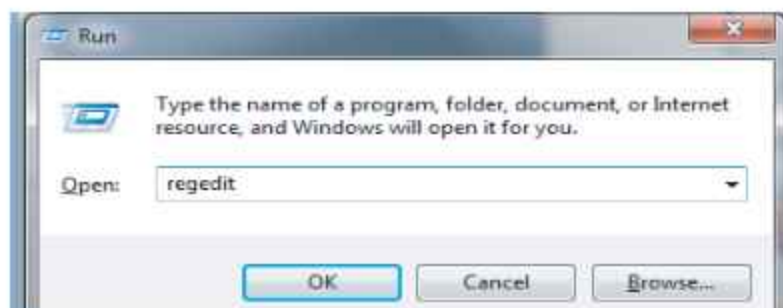 Run
Type the name of a program, folder, document, or Internet
resource, and Windows will open it for you.
Open: regedit
OK Cancel Browse...